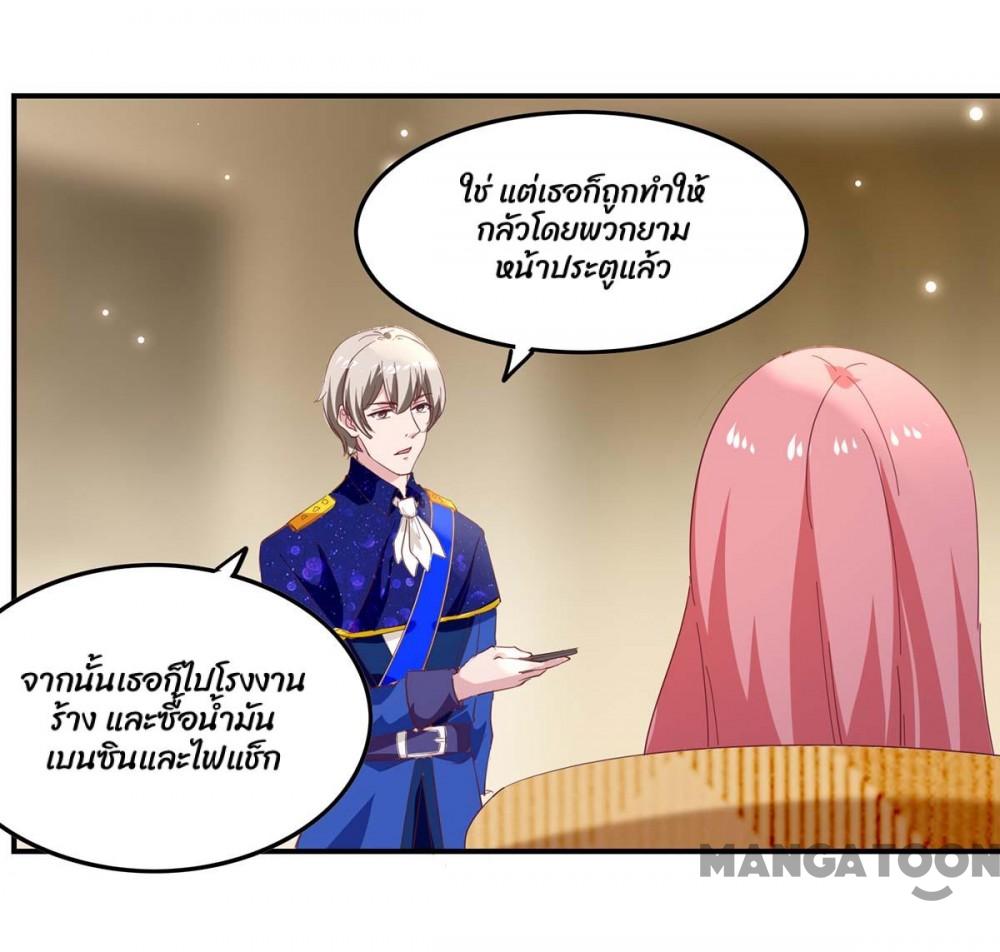 ใช่ แต่เธอก็ถูกทำให้
กลัวโดยพวกยาม
หน้าประตูแล้ว
จากนั้นเธอก็ไปโรงงาน
ร้าง และซื้อน้ำมัน
เบนซินและไฟแช็ก
MANGATOON